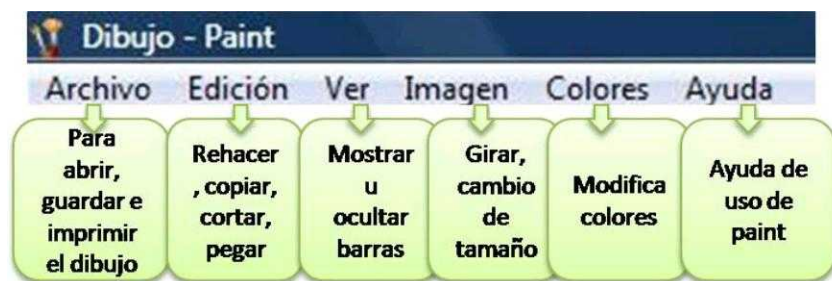 Dibujo - Paint
Archivo Edición Ver Imagen Colores Ayuda
Para
abrir,
guardar e
imprimir
el dibujo
Rehacer
, copiar,
cortar,
pegar
Mostrar
u
ocultar
barras
Girar,
cambio
de
tamaño
Modifica
colores
Ayuda de
uso de
paint